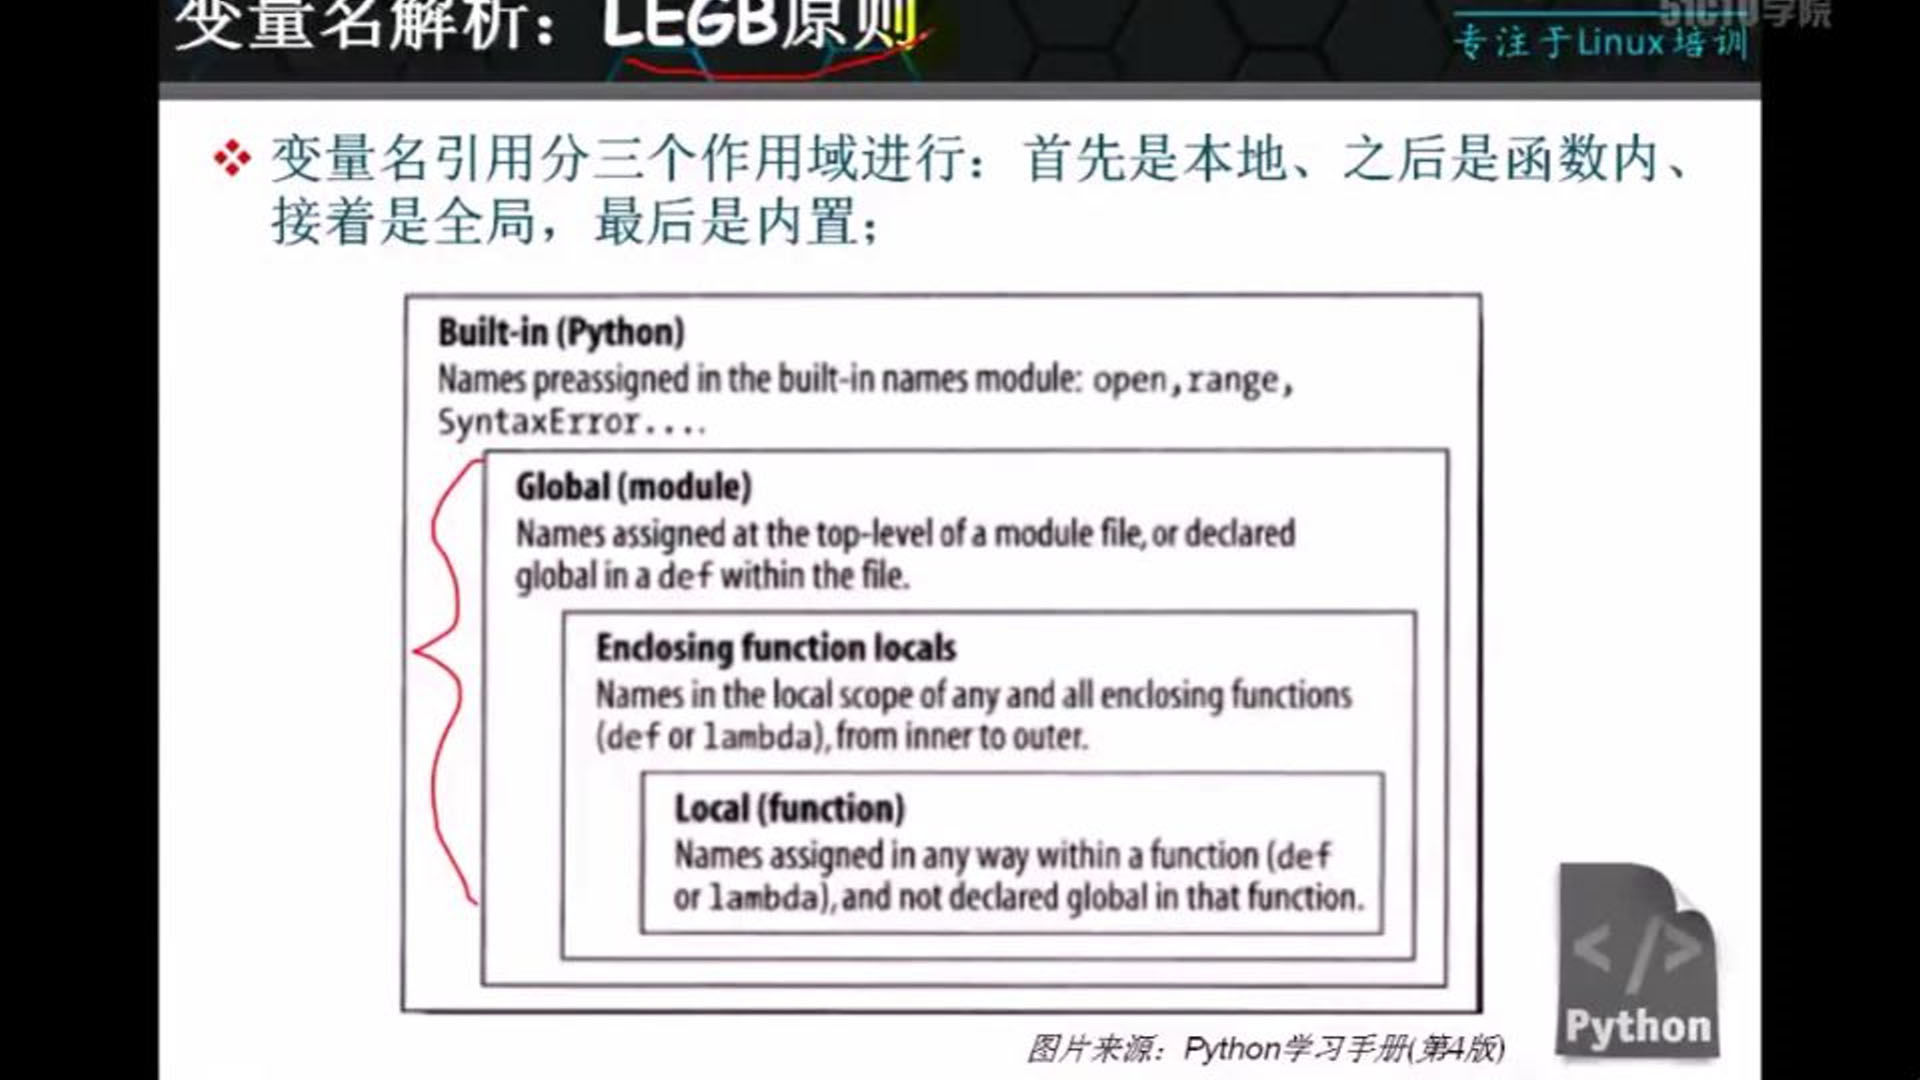 变量名解析：LEGB原则
51CTO学院
专注于Linux培训
变量名引用分三个作用域进行：首先是本地、之后是函数内、
接着是全局，最后是内置；
Built-in (Python)
Names preassigned in the built-in names module: open,range,
SyntaxError....
Global (module)
Names assigned at the top-level of a module file, or declared
global in a def within the file.
Enclosing function locals
Names in the local scope of any and all enclosing functions
(def or lambda), from inner to outer.
Local (function)
Names assigned in any way within a function (def
or lambda), and not declared global in that function.
</>
Python
图片来源：Python学习手册(第4版)